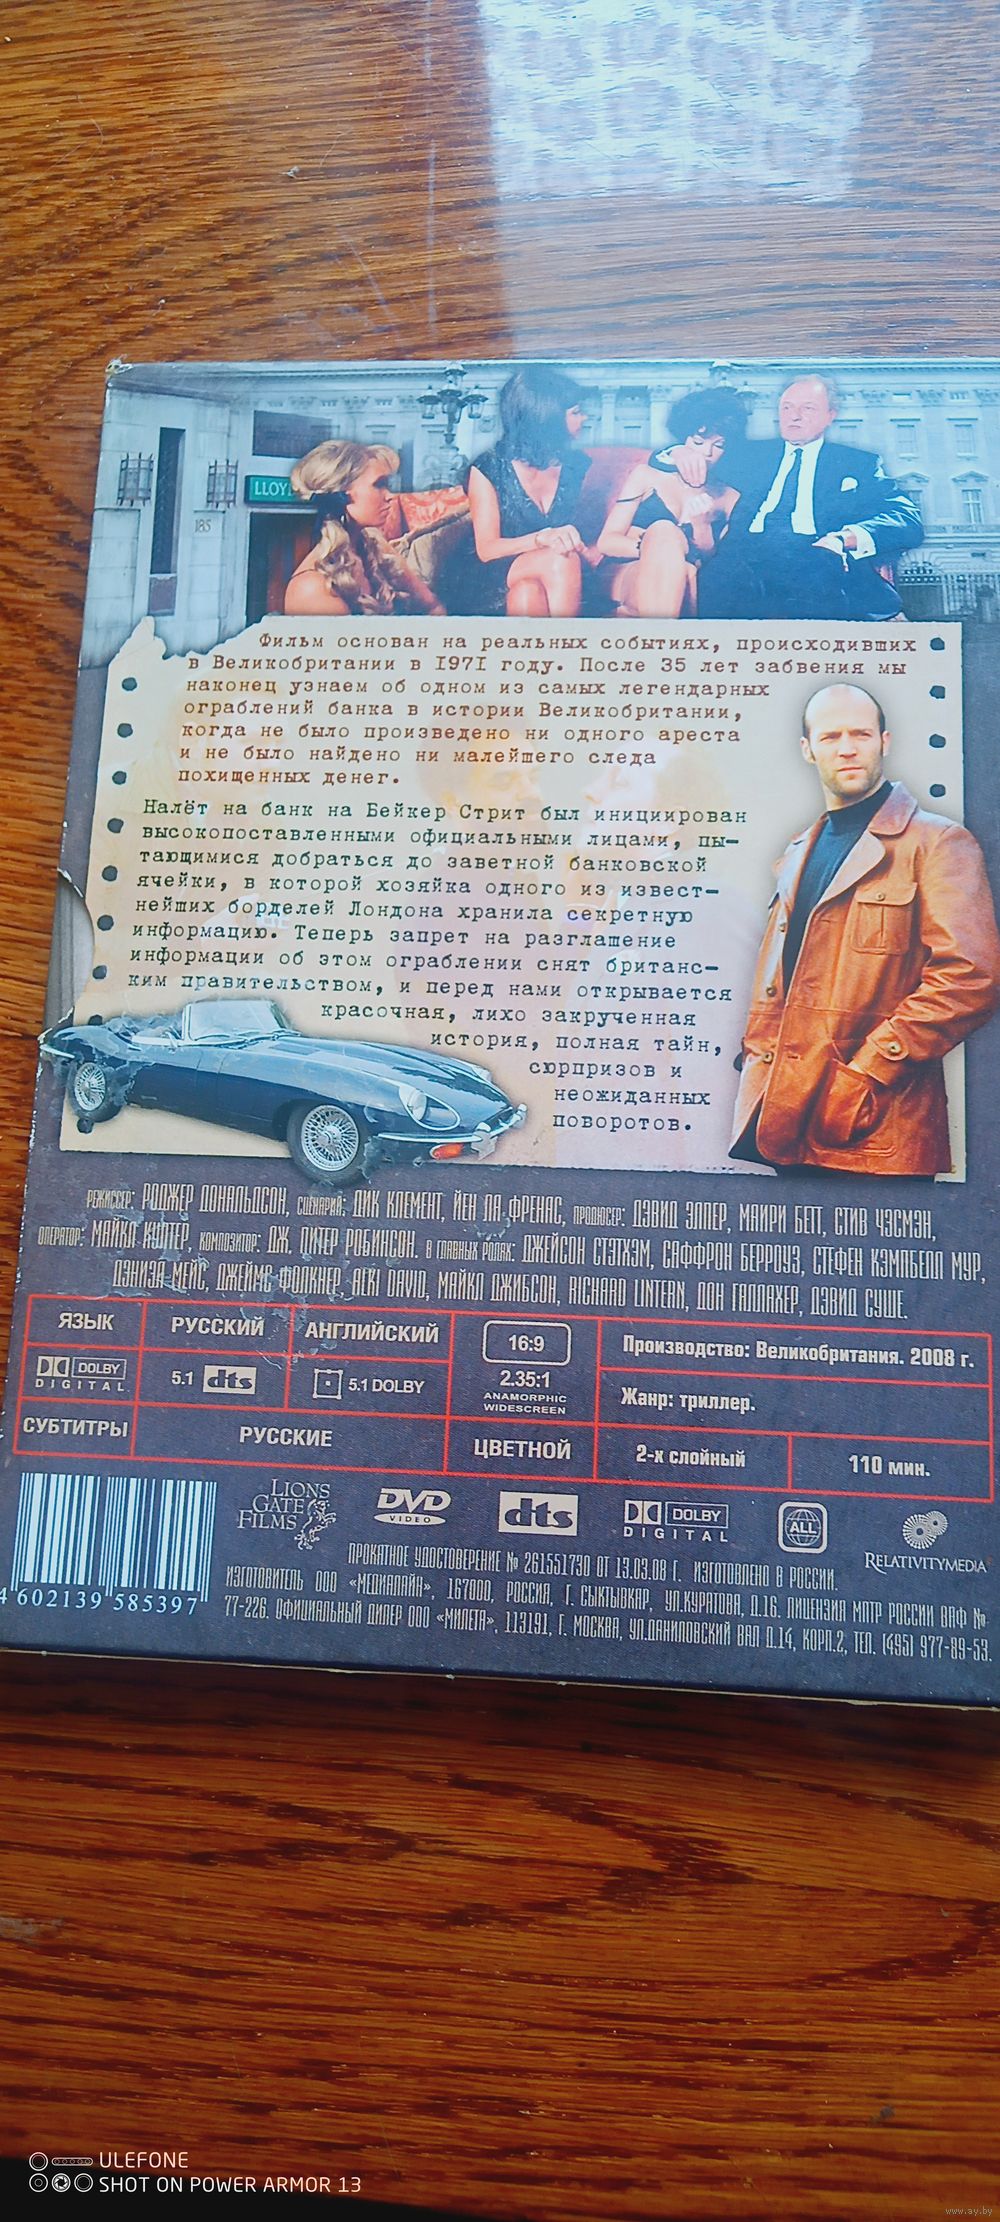 LLOY
185
Фильм основан на реальных событиях, происходивших
в Великобритании в 1971 году. После 35 лет забвения мы
наконец узнаем об одном из самых легендарных
ограблений банка в истории Великобритании,
когда не было произведено ни одного ареста
и не было найдено ни малейшего следа
похищенных денег.
Налёт на банк на Бейкер Стрит был инициирован
высокопоставленными официальными лицами, пы-
тающимися добраться до заветной банковской
ячейки, в которой хозяйка одного из извест-
нейших борделей Лондона хранила секретную
информацию. Теперь запрет на разглашение
информации об этом ограблении снят британс-
ким правительством, и перед нами открывается
красочная, лихо закрученная
история, полная тайн,
сюрпризов и
неожиданных
поворотов.
РЕЖИССЕР: РОДЖЕР ДОНАЛЬДСОН, СЦЕНАРИЙ: ДИК КЛЕМЕНТ, ЙЕН ЛА ФРЕНАС, ПРОДЮСЕР: ДЭВИД ЭЛПЕР, МАИРИ БЕТТ, СТИВ ЧЭСМЭН,
ОПЕРАТОР: МАЙКЛ КОЛТЕР, КОМПОЗИТОР: ДЖ. ПИТЕР РОБИНСОН. В ГЛАВНЫХ РОЛЯХ: ДЖЕЙСОН СТЭТХЭМ, САФФРОН БЕРРОУЗ, СТЕФЕН КЭМПБЕЛЛ МУР,
ДЭНИЭЛ МЕЙС, ДЖЕЙМС ФОЛКНЕР, ALKI DAVID, МАЙКЛ ДЖИБСОН, RICHARD LINTERN, ДОН ГАЛЛАХЕР, ДЭВИД СУШЕ.
ЯЗЫК РУССКИЙ АНГЛИЙСКИЙ 16:9 Производство: Великобритания. 2008 г.
DOLBY DIGITAL 5.1 dts 5.1 DOLBY 2.35:1 ANAMORPHIC WIDESCREEN Жанр: триллер.
СУБТИТРЫ РУССКИЕ ЦВЕТНОЙ 2-х слойный 110 мин.
LIONS GATE FILMS DVD VIDEO dts DOLBY DIGITAL ALL RELATIVITYMEDIA
ПРОКАТНОЕ УДОСТОВЕРЕНИЕ № 261551730 ОТ 13.03.08 Г. ИЗГОТОВЛЕНО В РОССИИ.
ИЗГОТОВИТЕЛЬ ООО «МЕДИАЛАЙН», 167000, РОССИЯ, Г. СЫКТЫВКАР, УЛ.КУРАТОВА, Д.16. ЛИЦЕНЗИЯ МПТР РОССИИ ВАФ №
77-226. ОФИЦИАЛЬНЫЙ ДИЛЕР ООО «МИЛЕТА», 113191, Г. МОСКВА, УЛ.ДАНИЛОВСКИЙ ВАЛ Д.14, КОРП.2, ТЕЛ. (495) 977-89-53.
4 602139 585397
ULEFONE
SHOT ON POWER ARMOR 13
www.ay.by